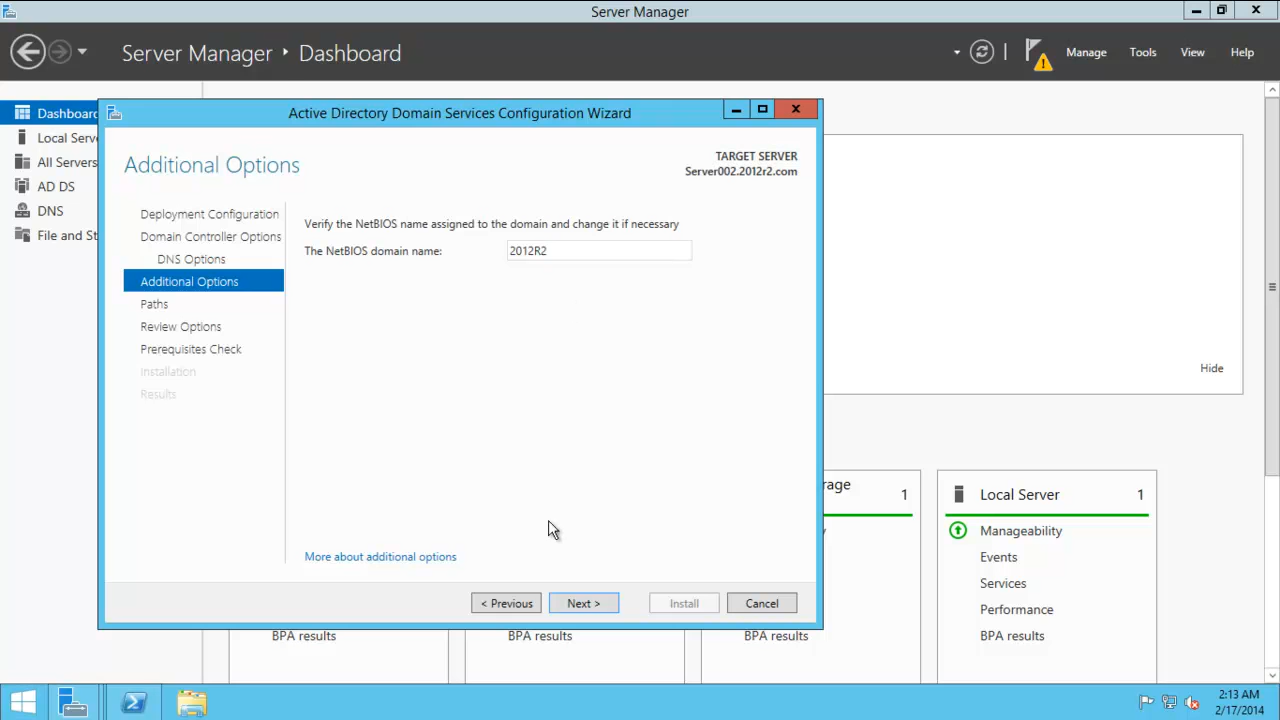 Server Manager
Server Manager ‣ Dashboard
Manage
Tools
View
Help
Dashboard
Local Serve
All Servers
AD DS
DNS
File and St
Active Directory Domain Services Configuration Wizard
Additional Options
TARGET SERVER
Server002.2012r2.com
Deployment Configuration
Domain Controller Options
DNS Options
Additional Options
Paths
Review Options
Prerequisites Check
Installation
Results
Verify the NetBIOS name assigned to the domain and change it if necessary
The NetBIOS domain name: 2012R2
More about additional options
< Previous
Next >
Install
Cancel
Hide
rage 1
Local Server 1
Manageability
Events
Services
Performance
BPA results
BPA results
BPA results
BPA results
2:13 AM
2/17/2014